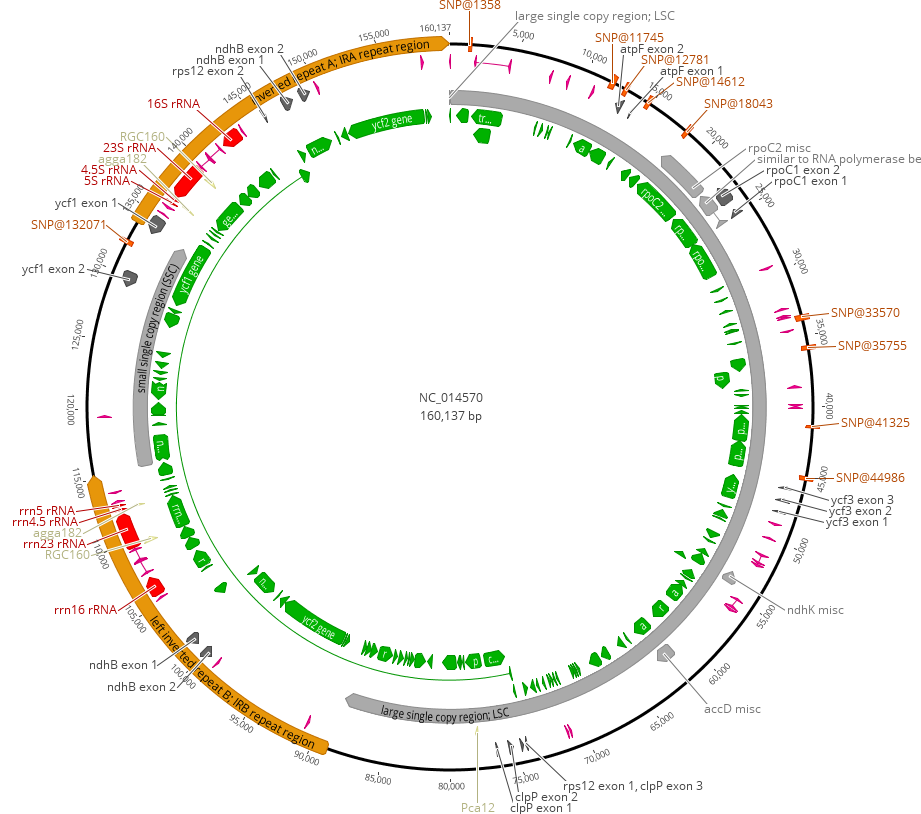 SNP@1358
large single copy region; LSC
160,137
5,000
10,000
15,000
20,000
25,000
30,000
35,000
40,000
45,000
50,000
55,000
60,000
65,000
70,000
75,000
80,000
85,000
90,000
95,000
100,000
105,000
110,000
115,000
120,000
125,000
130,000
135,000
140,000
145,000
150,000
155,000
SNP@11745
atpF exon 2
SNP@12781
atpF exon 1
SNP@14612
SNP@18043
rpoC2 misc
similar to RNA polymerase be
rpoC1 exon 2
rpoC1 exon 1
SNP@33570
SNP@35755
SNP@41325
SNP@44986
ycf3 exon 3
ycf3 exon 2
ycf3 exon 1
ndhK misc
accD misc
rps12 exon 1, clpP exon 3
clpP exon 2
clpP exon 1
Pca12
large single copy region; LSC
left inverted repeat B; IRB repeat region
ndhB exon 2
ndhB exon 1
rrn16 rRNA
RGC160
rrn23 rRNA
agga182
rrn4.5 rRNA
rrn5 rRNA
small single copy region (SSC)
ycf1 exon 2
SNP@132071
ycf1 exon 1
5S rRNA
4.5S rRNA
agga182
23S rRNA
RGC160
16S rRNA
rps12 exon 2
ndhB exon 1
ndhB exon 2
nverted repeat A; IRA repeat region
ycf2 gene
tr...
a
rpoC2 ...
rp...
rpo...
p
p...
p...
y...
a
r
a
c...
p
r
ycf2 gene
n...
r
rrn...
n...
n
ycf1 gene
ge...
n...
NC_014570
160,137 bp